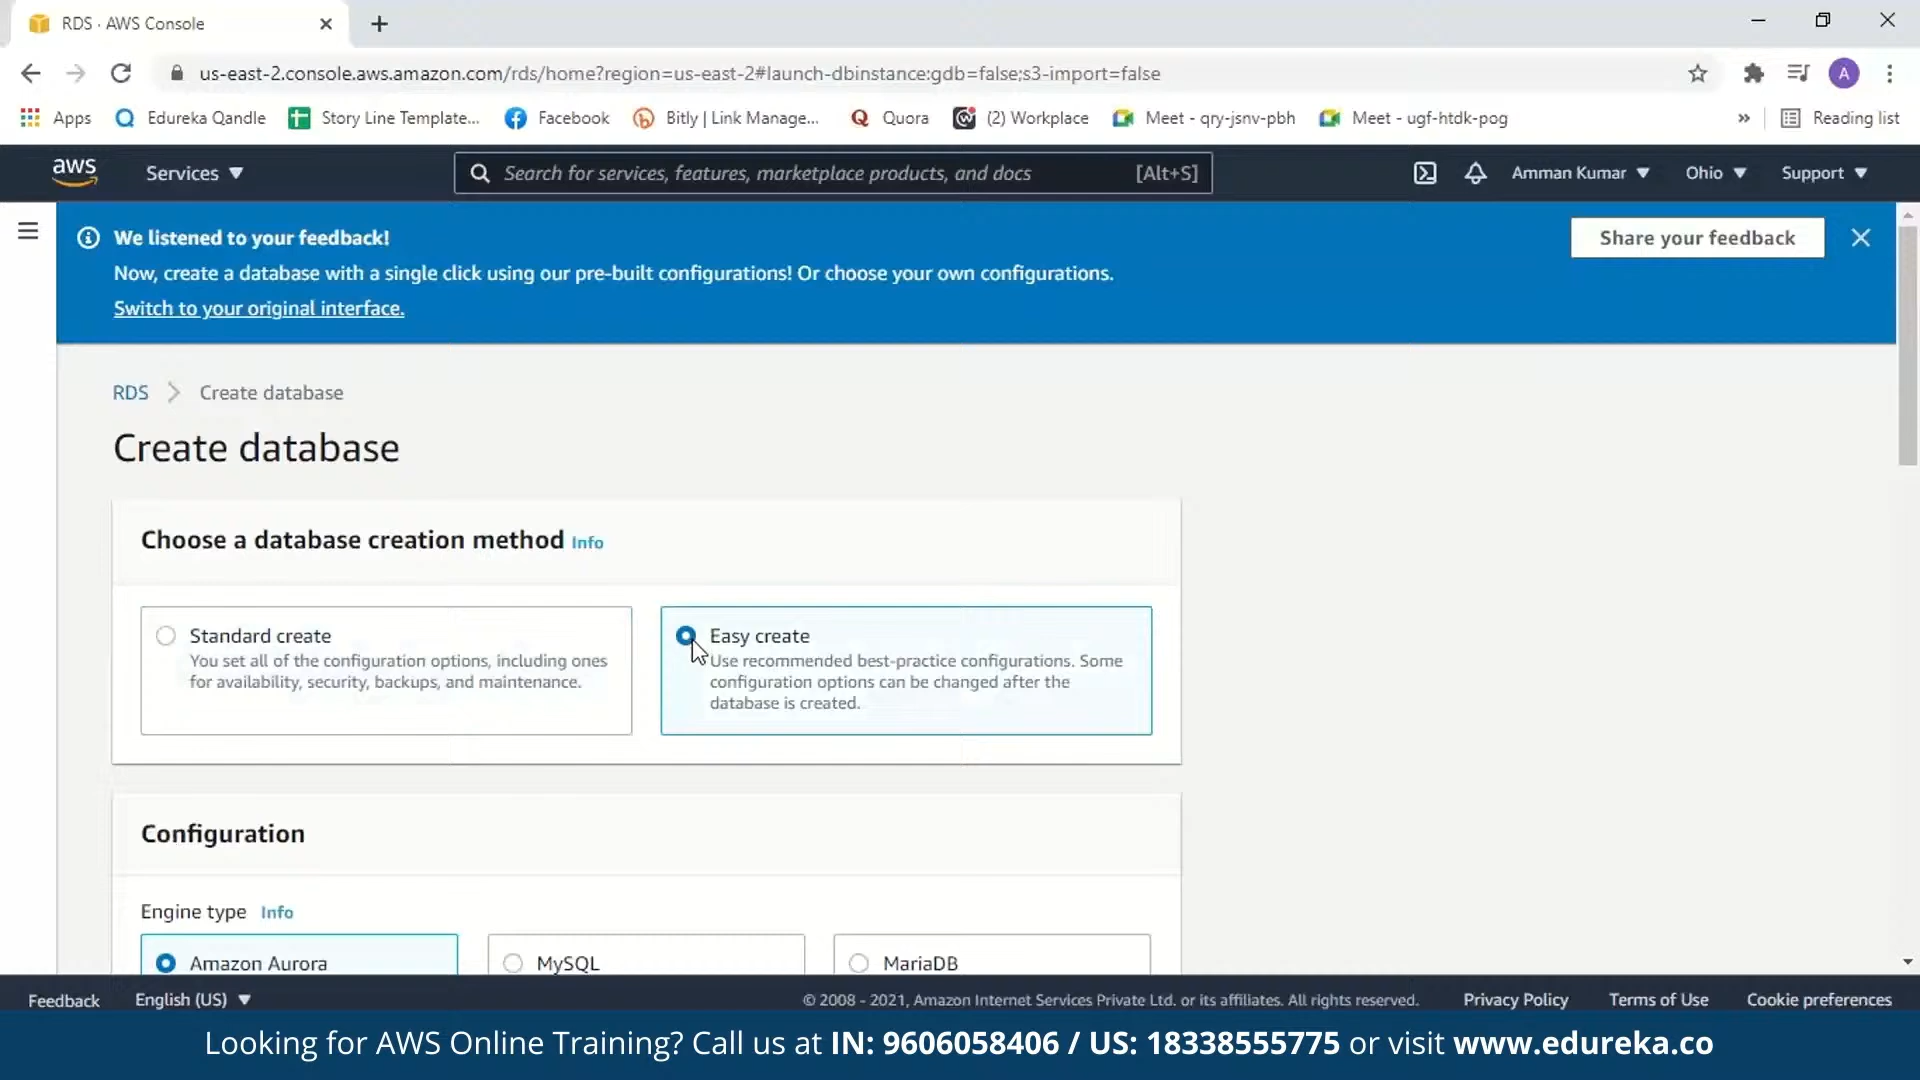 RDS · AWS Console
us-east-2.console.aws.amazon.com/rds/home?region=us-east-2#launch-dbinstance:gdb=false;s3-import=false
A
Apps
Edureka Qandle
Story Line Template...
Facebook
Bitly | Link Manage...
Quora
(2) Workplace
Meet - qry-jsnv-pbh
Meet - ugf-htdk-pog
»
Reading list
aws
Services
Search for services, features, marketplace products, and docs
[Alt+S]
Amman Kumar
Ohio
Support
We listened to your feedback!
Now, create a database with a single click using our pre-built configurations! Or choose your own configurations.
Switch to your original interface.
Share your feedback
RDS
Create database
Create database
Choose a database creation method Info
Standard create
You set all of the configuration options, including ones
for availability, security, backups, and maintenance.
Easy create
Use recommended best-practice configurations. Some
configuration options can be changed after the
database is created.
Configuration
Engine type Info
Amazon Aurora
MySQL
MariaDB
Feedback
English (US)
© 2008 - 2021, Amazon Internet Services Private Ltd. or its affiliates. All rights reserved.
Privacy Policy
Terms of Use
Cookie preferences
Looking for AWS Online Training? Call us at IN: 9606058406 / US: 18338555775 or visit www.edureka.co